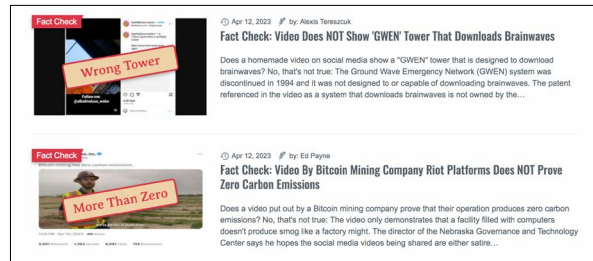 Fact Check
Wrong Tower
Follow me:
Apr 12, 2023 by: Alexis Tereszcuk
Fact Check: Video Does NOT Show 'GWEN' Tower That Downloads Brainwaves
Does a homemade video on social media show a "GWEN" tower that is designed to download
brainwaves? No, that's not true: The Ground Wave Emergency Network (GWEN) system was
discontinued in 1994 and it was not designed to or capable of downloading brainwaves. The patent
referenced in the video as a system that downloads brainwaves is not owned by the…
Fact Check
More Than Zero
Apr 12, 2023 by: Ed Payne
Fact Check: Video By Bitcoin Mining Company Riot Platforms Does NOT Prove
Zero Carbon Emissions
Does a video put out by a Bitcoin mining company prove that their operation produces zero carbon
emissions? No, that's not true: The video only demonstrates that a facility filled with computers
doesn't produce smog like a factory might. The director of the Nebraska Governance and Technology
Center says he hopes the social media videos being shared are either satire…